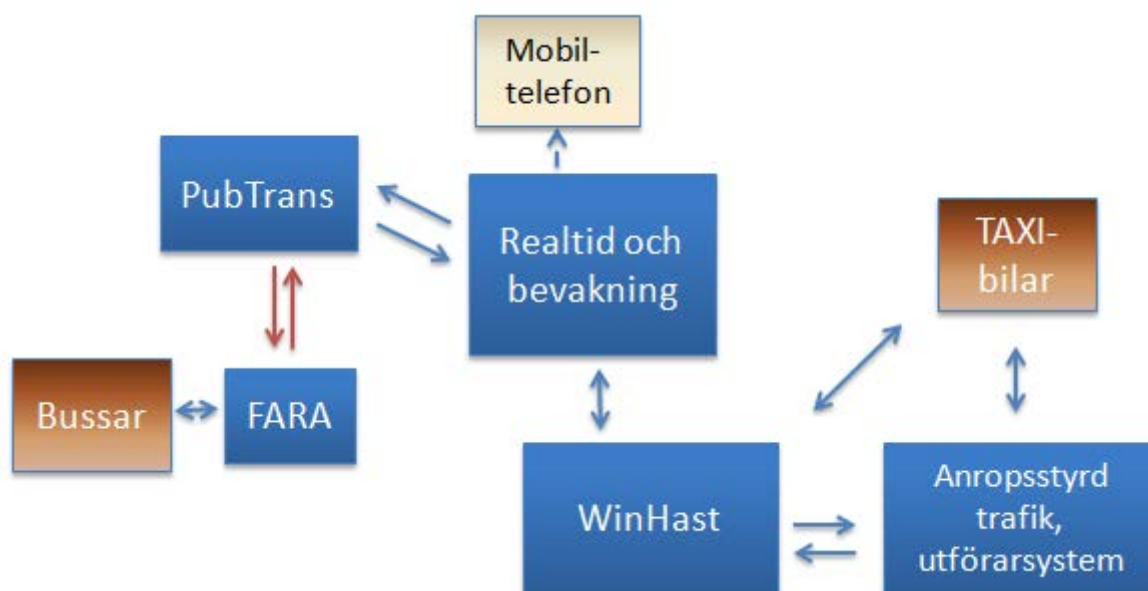 Mobil-
telefon
PubTrans
Realtid och
bevakning
TAXI-
bilar
Bussar
FARA
WinHast
Anropsstyrd
trafik,
utförarsystem